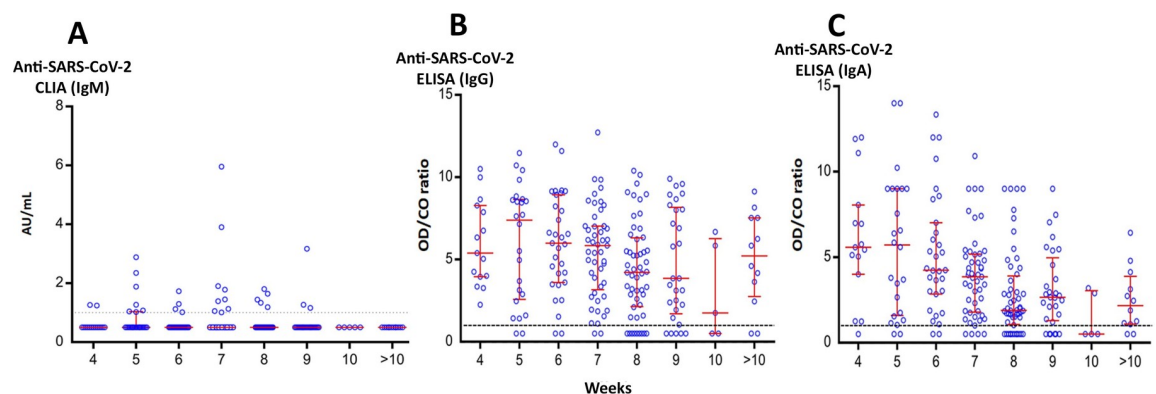 A
Anti-SARS-CoV-2
CLIA (IgM)
AU/mL
8
6
4
2
0
4 5 6 7 8 9 10 >10
B
Anti-SARS-CoV-2
ELISA (IgG)
OD/CO ratio
15
10
5
0
4 5 6 7 8 9 10 >10
Weeks
C
Anti-SARS-CoV-2
ELISA (IgA)
OD/CO ratio
15
10
5
0
4 5 6 7 8 9 10 >10